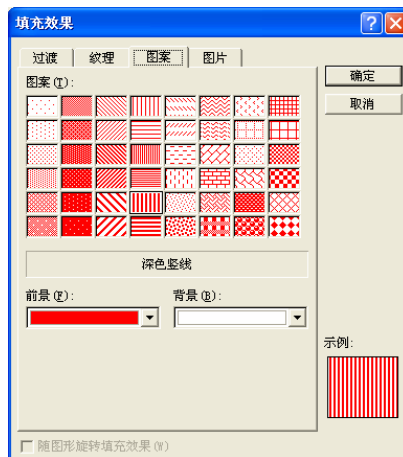 填充效果
过渡 纹理 图案 图片
图案(T):
确定
取消
深色竖线
前景(F): 背景(B):
示例:
随图形旋转填充效果(W)